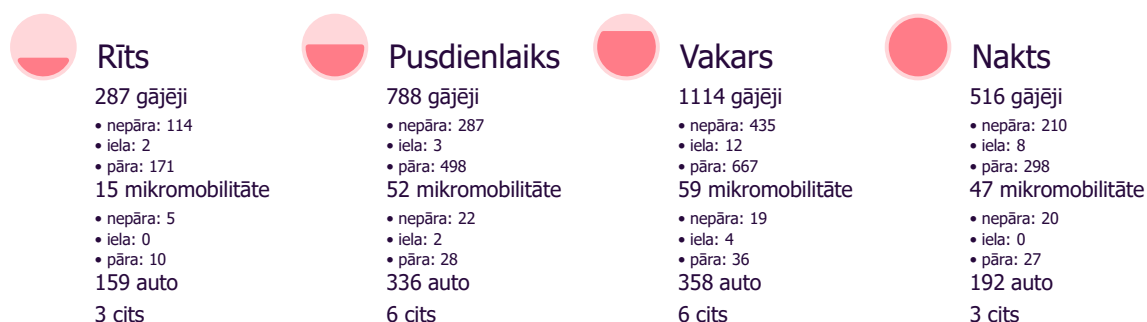 Rīts
287 gājēji
• nepāra: 114
• iela: 2
• pāra: 171
15 mikromobilitāte
• nepāra: 5
• iela: 0
• pāra: 10
159 auto
3 cits
Pusdienlaiks
788 gājēji
• nepāra: 287
• iela: 3
• pāra: 498
52 mikromobilitāte
• nepāra: 22
• iela: 2
• pāra: 28
336 auto
6 cits
Vakars
1114 gājēji
• nepāra: 435
• iela: 12
• pāra: 667
59 mikromobilitāte
• nepāra: 19
• iela: 4
• pāra: 36
358 auto
6 cits
Nakts
516 gājēji
• nepāra: 210
• iela: 8
• pāra: 298
47 mikromobilitāte
• nepāra: 20
• iela: 0
• pāra: 27
192 auto
3 cits